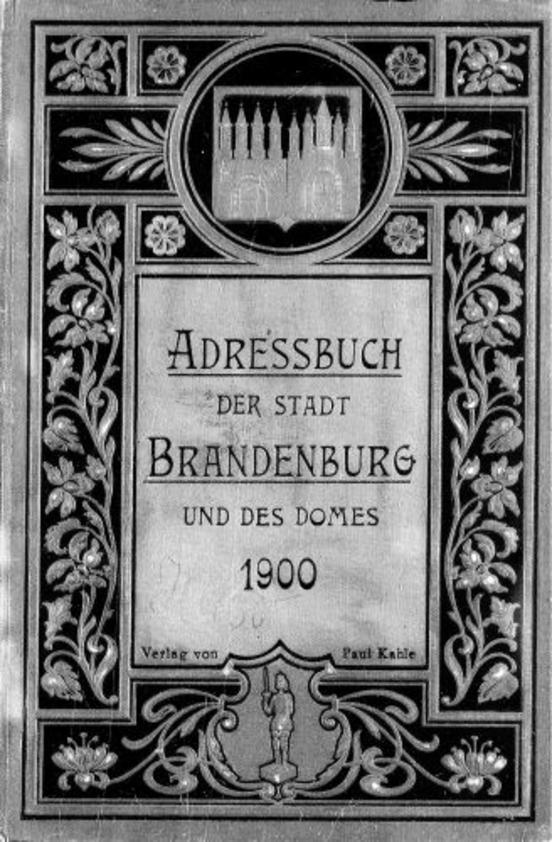 ADRESSBUCH
DER STADT
BRANDENBURG
UND DES DOMES
1900
Verlag von Paul Kahle